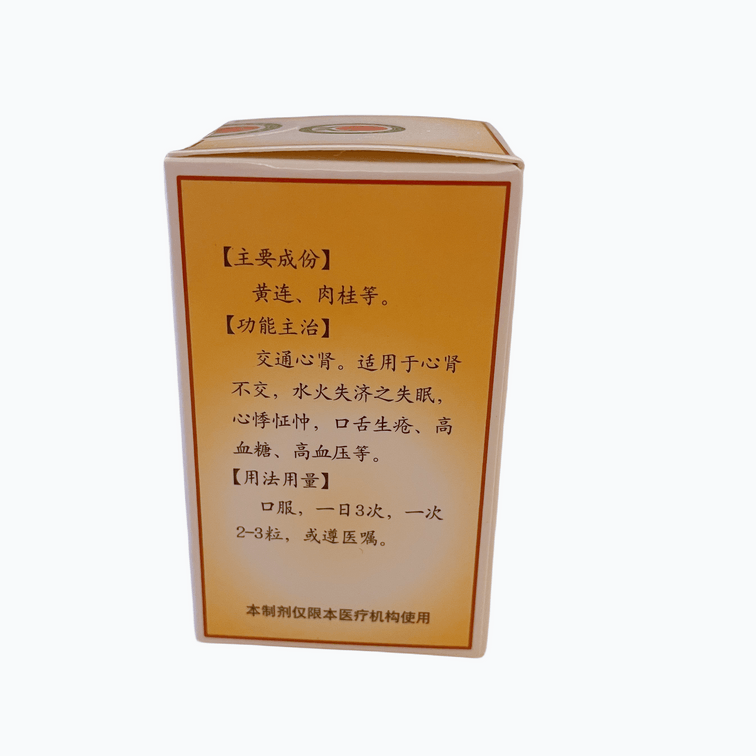 【主要成份】
黄连、肉桂等。
【功能主治】
交通心肾。适用于心肾
不交，水火失济之失眠，
心悸怔忡，口舌生疮、高
血糖、高血压等。
【用法用量】
口服，一日3次，一次
2-3粒，或遵医嘱。
本制剂仅限本医疗机构使用